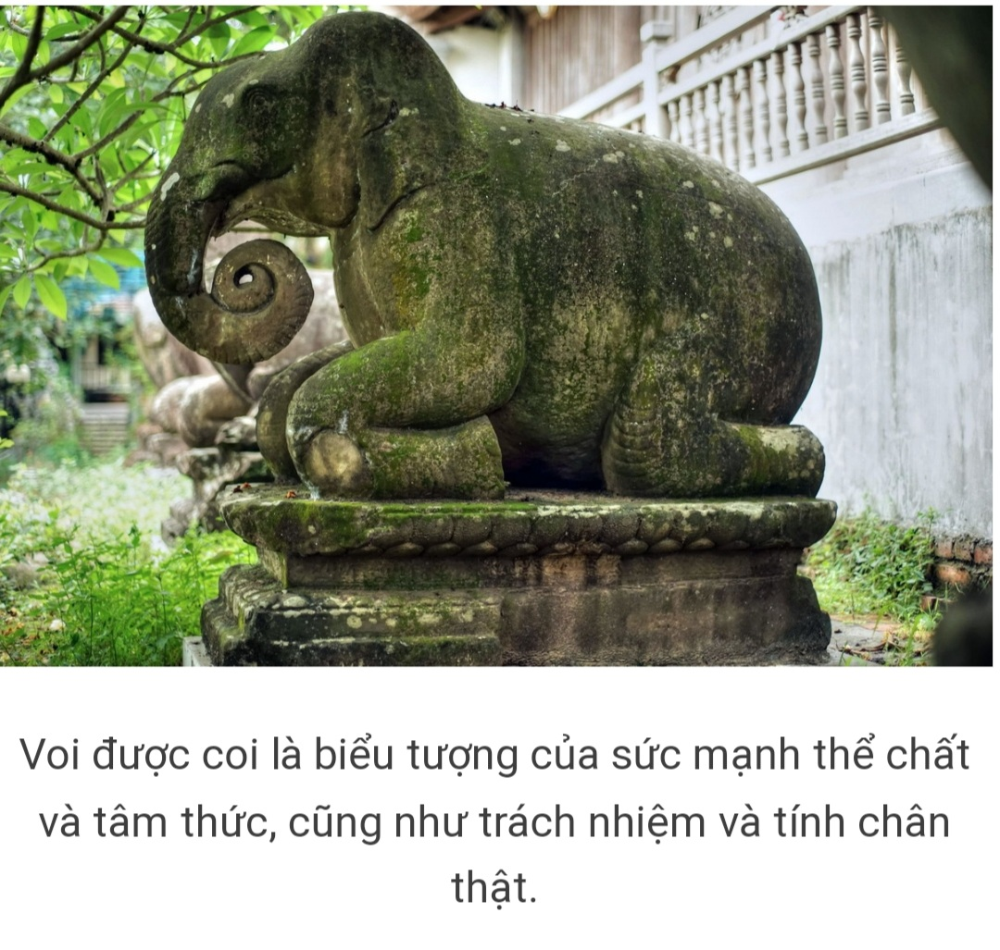 Voi được coi là biểu tượng của sức mạnh thể chất
và tâm thức, cũng như trách nhiệm và tính chân
thật.